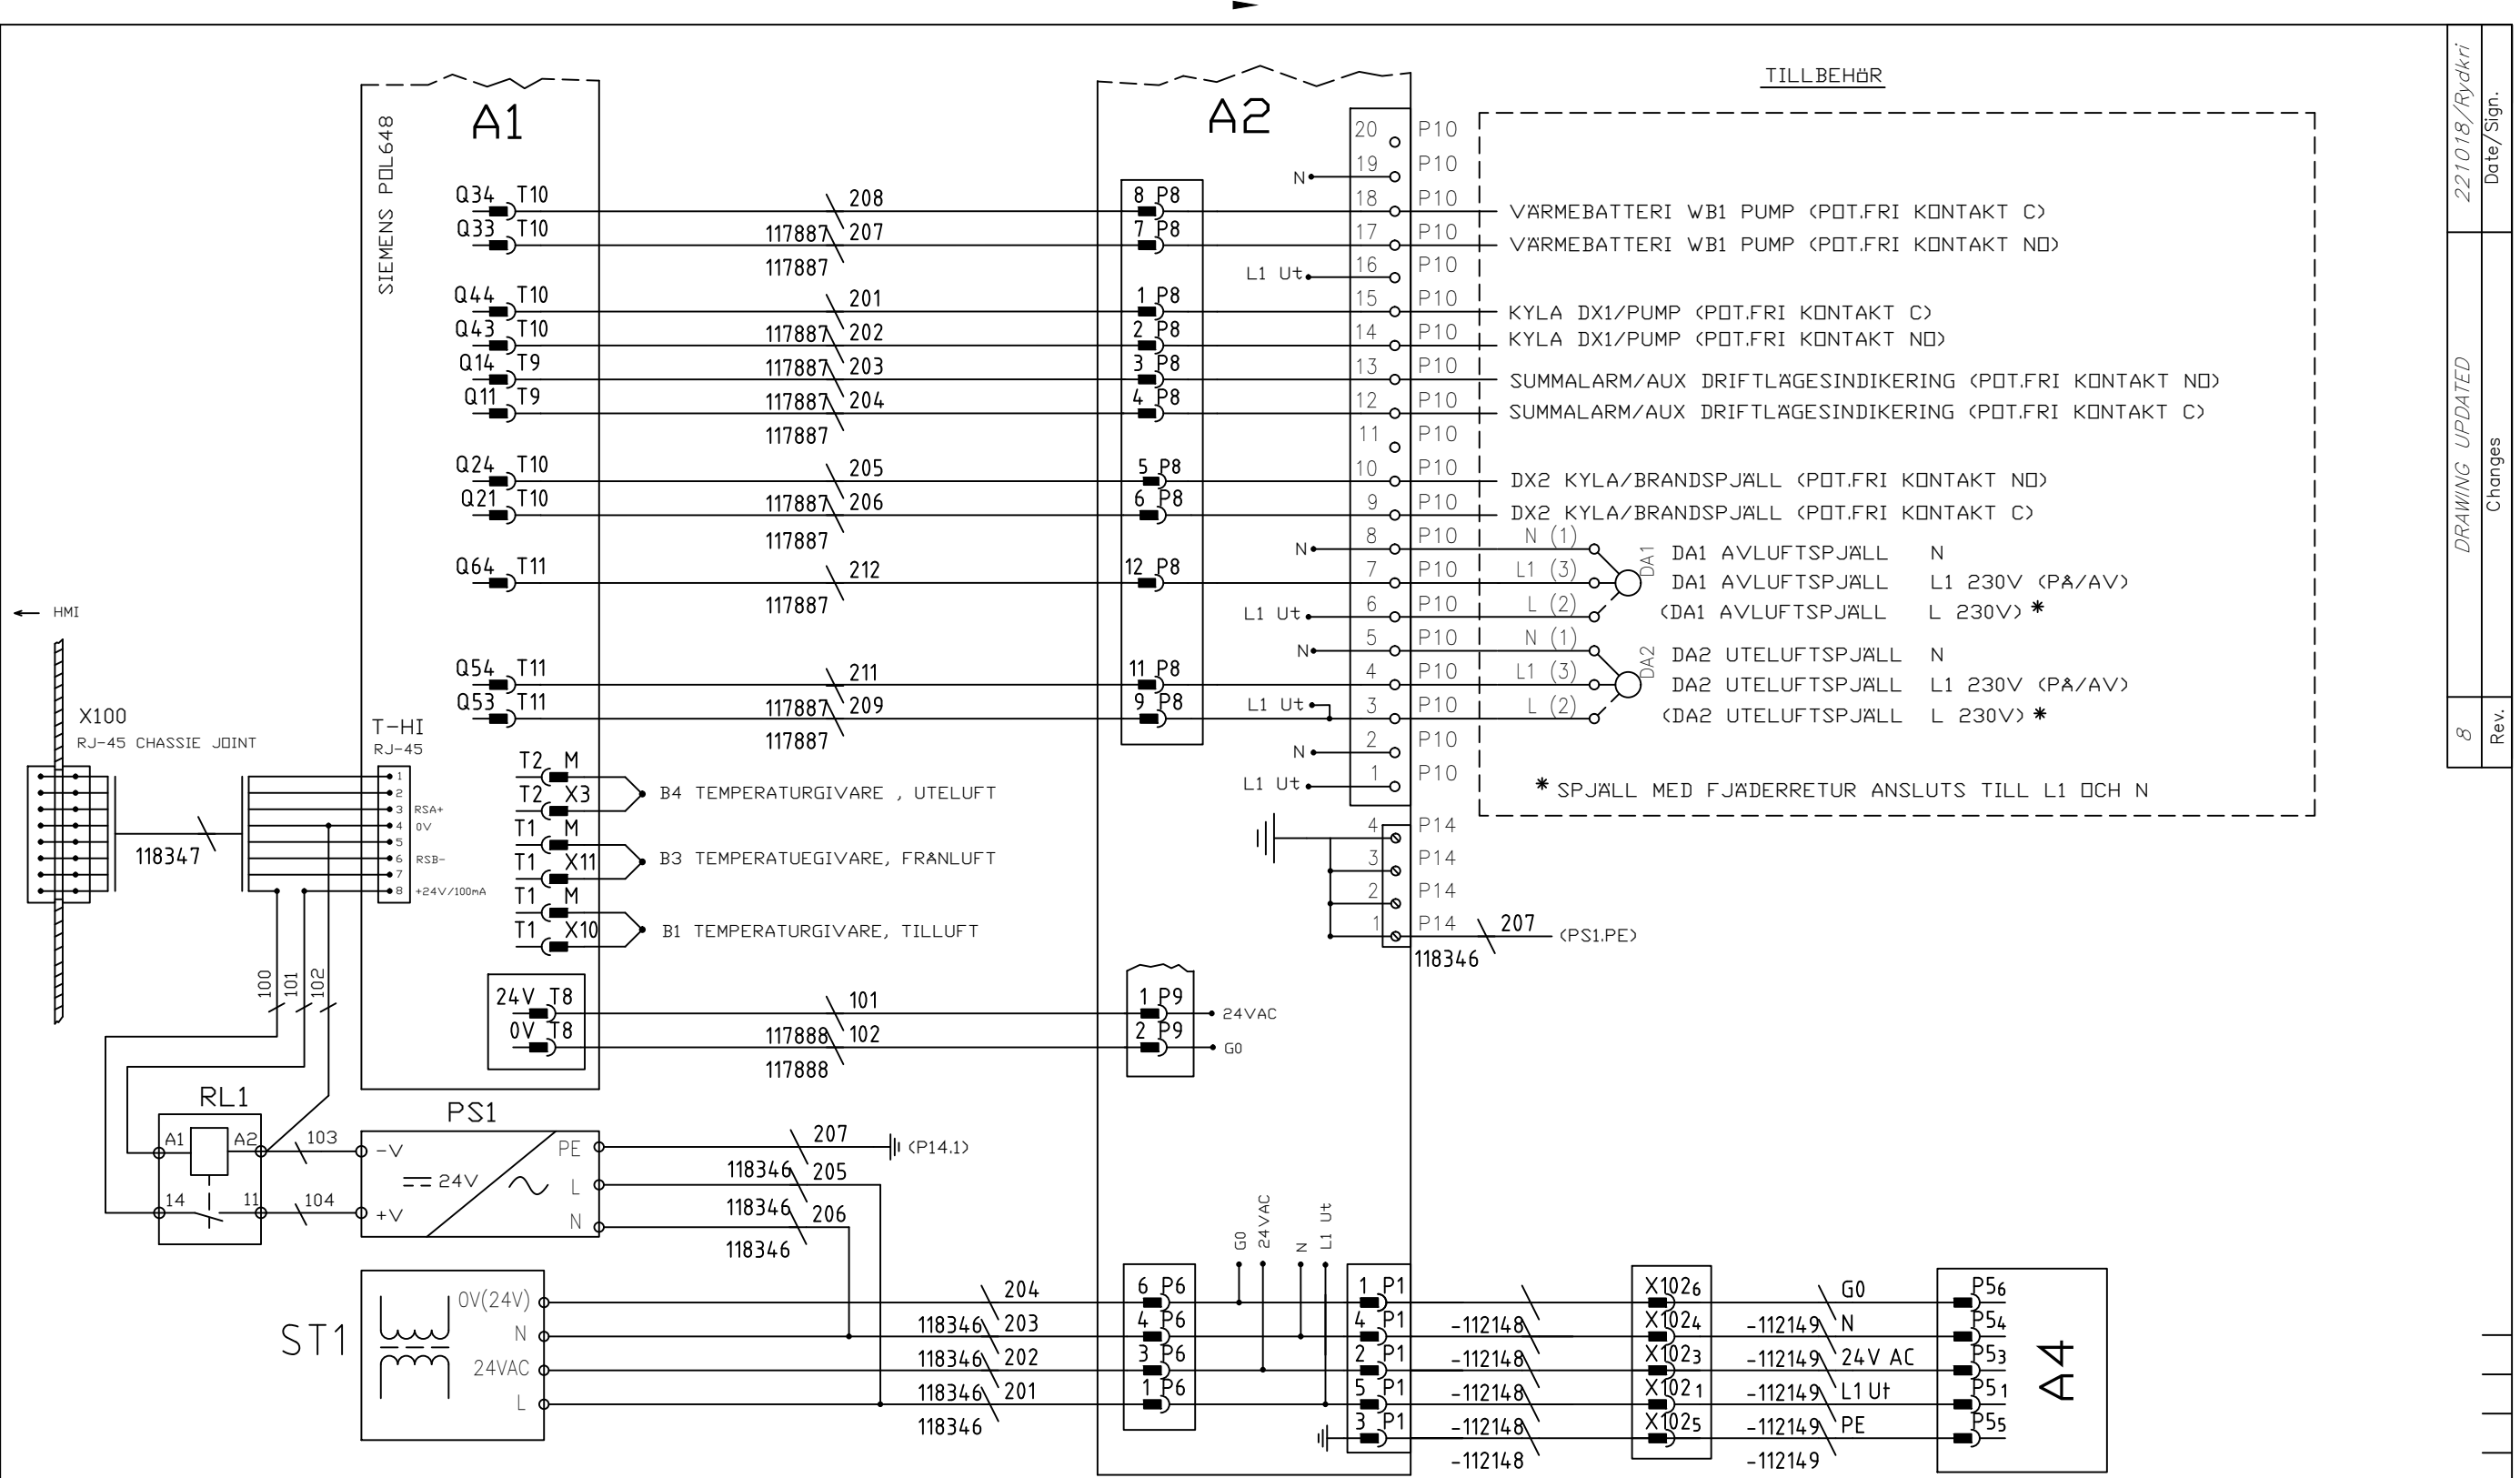 TILLBEHÖR
221018/Rydkri
Date/Sign.
DRAWING UPDATED
Changes
8
Rev.
A1
SIEMENS POL648
A2
Q34 T10 208 8 P8
Q33 T10 117887 207 7 P8
117887
Q44 T10 201 1 P8
Q43 T10 117887 202 2 P8
Q14 T9 117887 203 3 P8
Q11 T9 117887 204 4 P8
117887
Q24 T10 205 5 P8
Q21 T10 117887 206 6 P8
117887
Q64 T11 212 12 P8
117887
Q54 T11 211 11 P8
Q53 T11 117887 209 9 P8
117887
20 P10
N 19 P10
18 P10 VÄRMEBATTERI WB1 PUMP (POT.FRI KONTAKT C)
17 P10 VÄRMEBATTERI WB1 PUMP (POT.FRI KONTAKT NO)
L1 Ut 16 P10
15 P10 KYLA DX1/PUMP (POT.FRI KONTAKT C)
14 P10 KYLA DX1/PUMP (POT.FRI KONTAKT NO)
13 P10 SUMMALARM/AUX DRIFTLÄGESINDIKERING (POT.FRI KONTAKT NO)
12 P10 SUMMALARM/AUX DRIFTLÄGESINDIKERING (POT.FRI KONTAKT C)
11 P10
10 P10 DX2 KYLA/BRANDSPJÄLL (POT.FRI KONTAKT NO)
9 P10 DX2 KYLA/BRANDSPJÄLL (POT.FRI KONTAKT C)
N 8 P10 N (1) DA1 AVLUFTSPJÄLL N
7 P10 L1 (3) DA1 DA1 AVLUFTSPJÄLL L1 230V (PÅ/AV)
L1 Ut 6 P10 L (2) (DA1 AVLUFTSPJÄLL L 230V) *
N 5 P10 N (1) DA2 UTELUFTSPJÄLL N
4 P10 L1 (3) DA2 DA2 UTELUFTSPJÄLL L1 230V (PÅ/AV)
L1 Ut 3 P10 L (2) (DA2 UTELUFTSPJÄLL L 230V) *
N 2 P10
L1 Ut 1 P10
* SPJÄLL MED FJÄDERRETUR ANSLUTS TILL L1 OCH N
4 P14
3 P14
2 P14
1 P14 207 (PS1.PE)
118346
HMI
X100
RJ-45 CHASSIE JOINT
118347
T-HI
RJ-45
1
2
3 RSA+
4 0V
5
6 RSB-
7
8 +24V/100mA
T2 M
T2 X3
B4 TEMPERATURGIVARE , UTELUFT
T1 M
T1 X11
B3 TEMPERATUEGIVARE, FRÅNLUFT
T1 M
T1 X10
B1 TEMPERATURGIVARE, TILLUFT
100
101
102
24V T8 101 1 P9 24VAC
0V T8 117888 102 2 P9 G0
117888
RL1
A1 A2 103
14 11 104
PS1
-V
24V
+V
PE 207 (P14.1)
L 118346 205
N 118346 206
118346
G0
24VAC
N
L1 Ut
ST1
0V(24V) 204 6 P6 1 P1 X1026 G0 P56
N 118346 203 4 P6 4 P1 -112148 X1024 -112149 N P54
24VAC 118346 202 3 P6 2 P1 -112148 X1023 -112149 24V AC P53
L 118346 201 1 P6 5 P1 -112148 X1021 -112149 L1 Ut P51
118346 3 P1 -112148 X1025 -112149 PE P55
-112148 -112149
A4